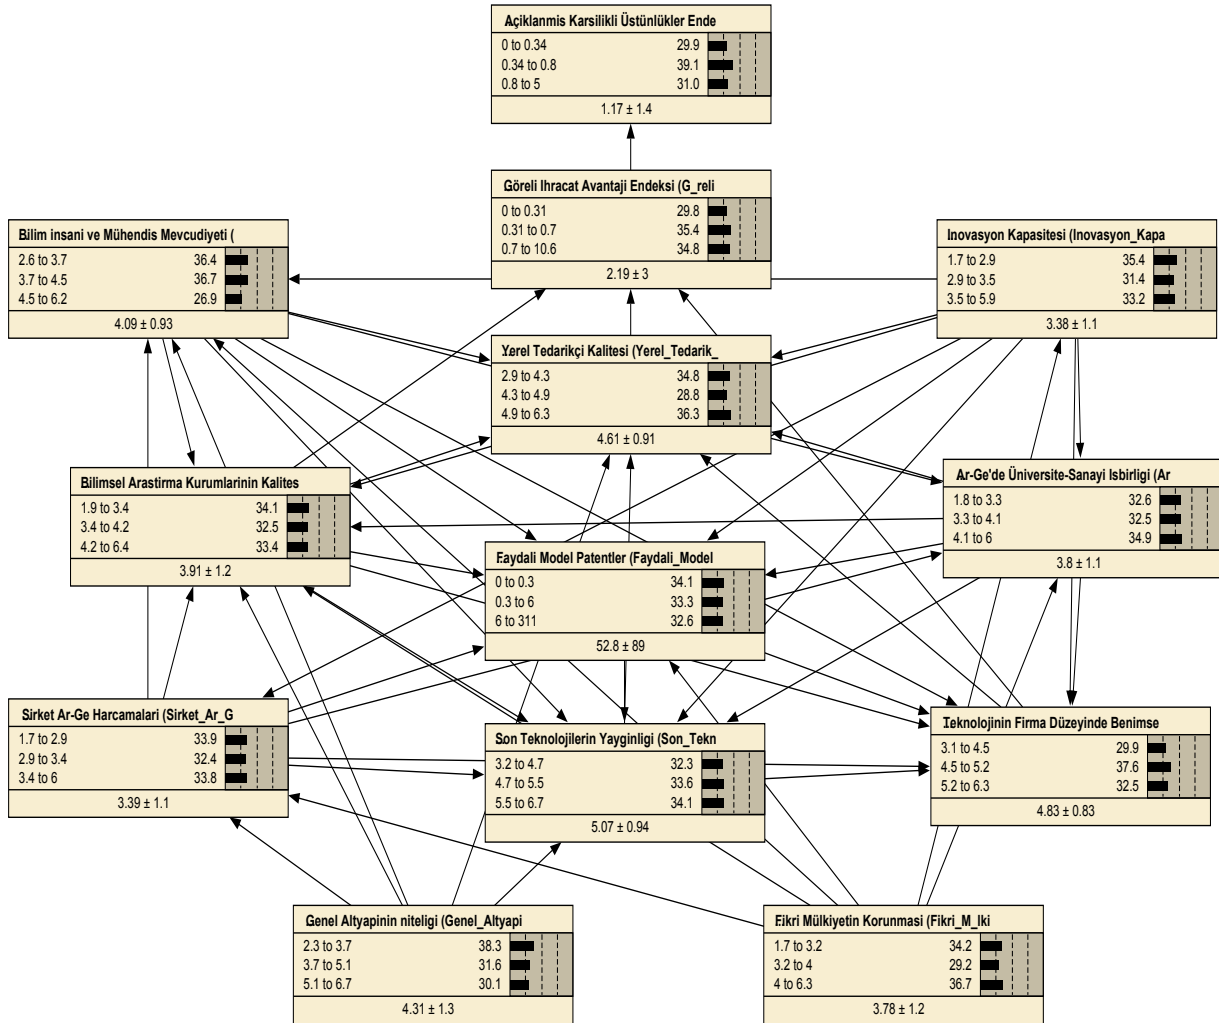 Açiklanmis Karsilikli Üstünlükler Ende
0 to 0.34 29.9
0.34 to 0.8 39.1
0.8 to 5 31.0
1.17 ± 1.4
Göreli Ihracat Avantaji Endeksi (G_reli
0 to 0.31 29.8
0.31 to 0.7 35.4
0.7 to 10.6 34.8
2.19 ± 3
Bilim insani ve Mühendis Mevcudiyeti (
2.6 to 3.7 36.4
3.7 to 4.5 36.7
4.5 to 6.2 26.9
4.09 ± 0.93
Inovasyon Kapasitesi (Inovasyon_Kapa
1.7 to 2.9 35.4
2.9 to 3.5 31.4
3.5 to 5.9 33.2
3.38 ± 1.1
Yerel Tedarikçi Kalitesi (Yerel_Tedarik_
2.9 to 4.3 34.8
4.3 to 4.9 28.8
4.9 to 6.3 36.3
4.61 ± 0.91
Bilimsel Arastirma Kurumlarinin Kalites
1.9 to 3.4 34.1
3.4 to 4.2 32.5
4.2 to 6.4 33.4
3.91 ± 1.2
Ar-Ge'de Üniversite-Sanayi Isbirligi (Ar
1.8 to 3.3 32.6
3.3 to 4.1 32.5
4.1 to 6 34.9
3.8 ± 1.1
Faydali Model Patentler (Faydali_Model
0 to 0.3 34.1
0.3 to 6 33.3
6 to 311 32.6
52.8 ± 89
Sirket Ar-Ge Harcamalari (Sirket_Ar_G
1.7 to 2.9 33.9
2.9 to 3.4 32.4
3.4 to 6 33.8
3.39 ± 1.1
Son Teknolojilerin Yayginligi (Son_Tekn
3.2 to 4.7 32.3
4.7 to 5.5 33.6
5.5 to 6.7 34.1
5.07 ± 0.94
Teknolojinin Firma Düzeyinde Benimse
3.1 to 4.5 29.9
4.5 to 5.2 37.6
5.2 to 6.3 32.5
4.83 ± 0.83
Genel Altyapinin niteligi (Genel_Altyapi
2.3 to 3.7 38.3
3.7 to 5.1 31.6
5.1 to 6.7 30.1
4.31 ± 1.3
Fikri Mülkiyetin Korunmasi (Fikri_M_lki
1.7 to 3.2 34.2
3.2 to 4 29.2
4 to 6.3 36.7
3.78 ± 1.2